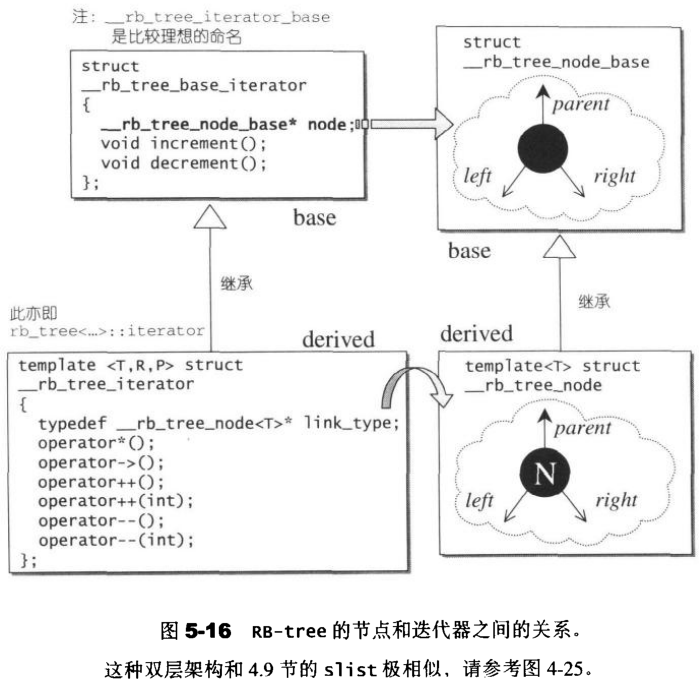 注: __rb_tree_iterator_base
是比较理想的命名
struct
__rb_tree_base_iterator
{
__rb_tree_node_base* node;
void increment();
void decrement();
};
base
struct
__rb_tree_node_base
parent
left
right
base
继承
继承
此亦即
rb_tree<…>::iterator
derived
derived
template <T,R,P> struct
__rb_tree_iterator
{
typedef __rb_tree_node<T>* link_type;
operator*();
operator->();
operator++();
operator++(int);
operator--();
operator--(int);
};
template<T> struct
__rb_tree_node
parent
N
left
right
图 5-16 RB-tree 的节点和迭代器之间的关系。
这种双层架构和 4.9 节的 slist 极相似，请参考图 4-25。